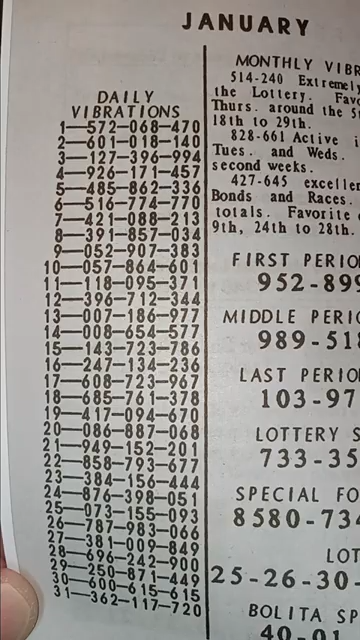 JANUARY
DAILY
VIBRATIONS
1—572—068—470
2—601—018—140
3—127—396—994
4—926—171—457
5—485—862—336
6—516—774—770
7—421—088—213
8—391—857—034
9—052—907—383
10—057—864—601
11—118—095—371
12—396—712—344
13—007—186—977
14—008—654—577
15—143—723—786
16—247—134—236
17—608—723—967
18—685—761—378
19—417—094—670
20—086—887—068
21—949—152—201
22—858—793—677
23—384—156—444
24—876—398—051
25—073—155—093
26—787—983—066
27—381—009—849
28—696—242—900
29—250—871—449
30—600—615—615
31—362—117—720
MONTHLY VIBR
514-240 Extremely
the Lottery. Fav
Thurs. around the 5
18th to 29th.
828-661 Active i
Tues. and Weds.
second weeks.
427-645 excellen
Bonds and Races.
totals. Favorite
9th, 24th to 28th.
FIRST PERIO
952-899
MIDDLE PERIO
989-518
LAST PERIO
103-97
LOTTERY S
733-35
SPECIAL FO
8580-734
LOT
25-26-30-
BOLITA SP
40-01